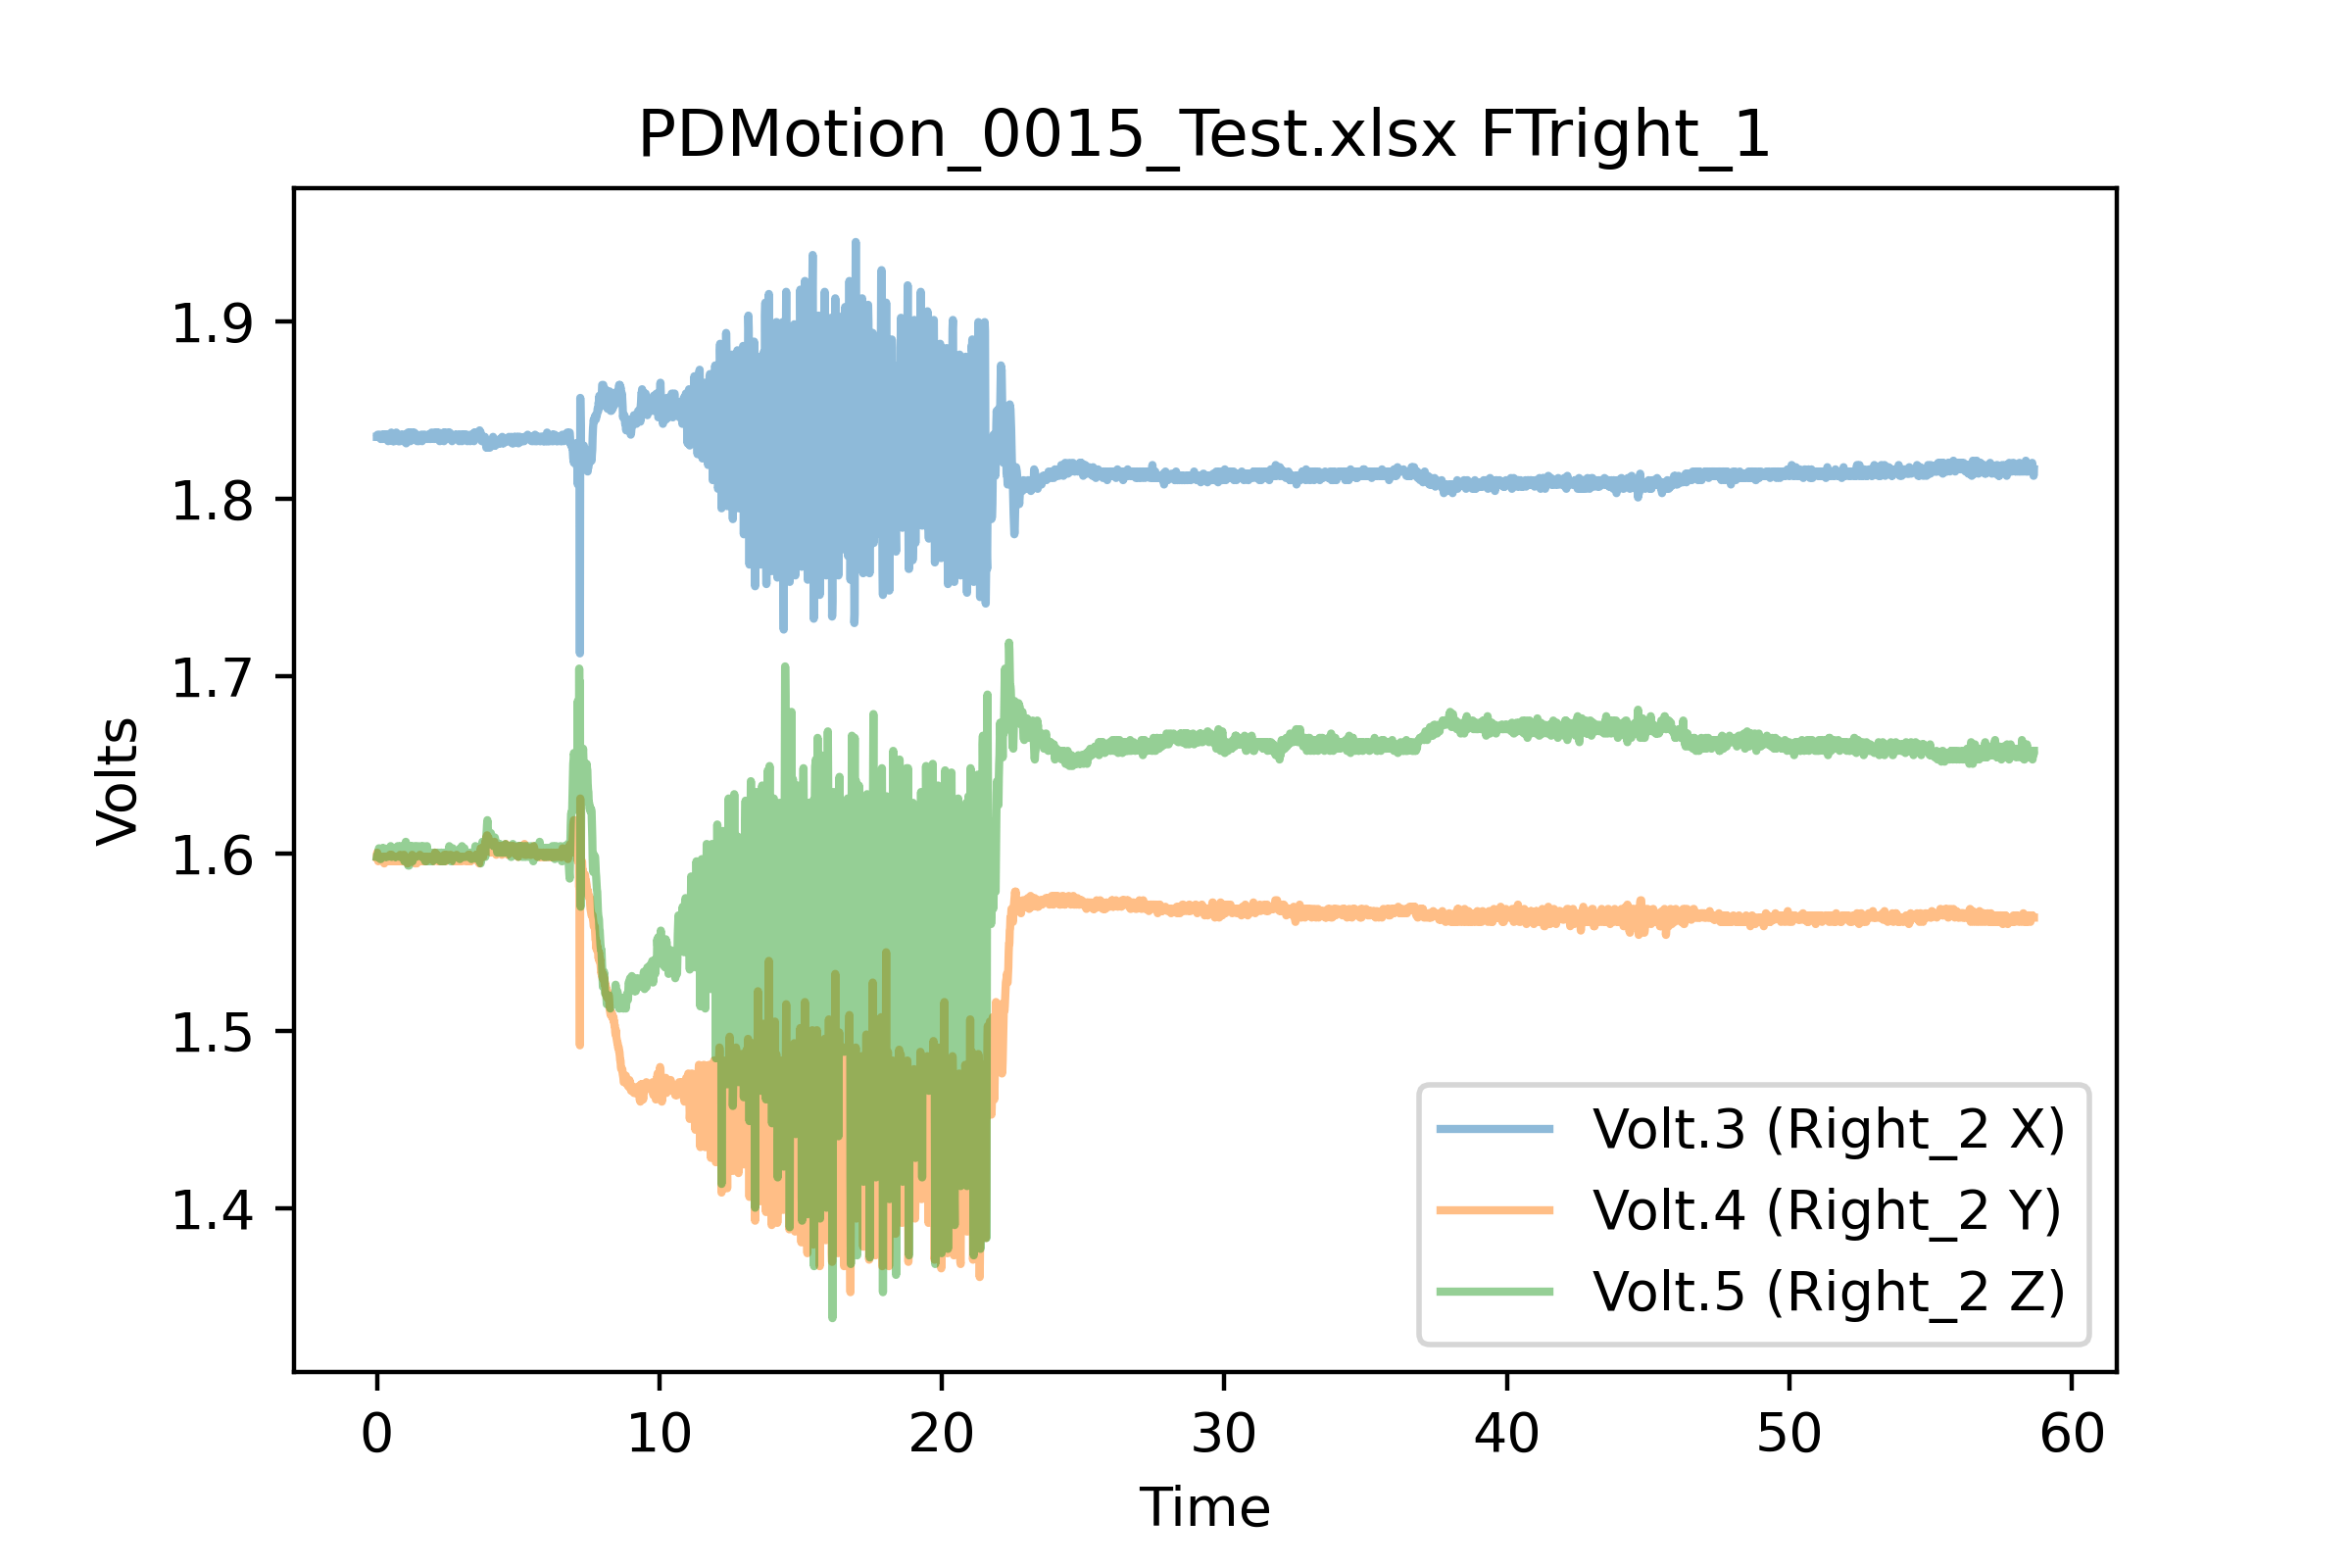 PDMotion_0015_Test.xlsx FTright_1
1.9
1.8
1.7
1.6
1.5
1.4
Volts
0 10 20 30 40 50 60
Time
Volt.3 (Right_2 X)
Volt.4 (Right_2 Y)
Volt.5 (Right_2 Z)